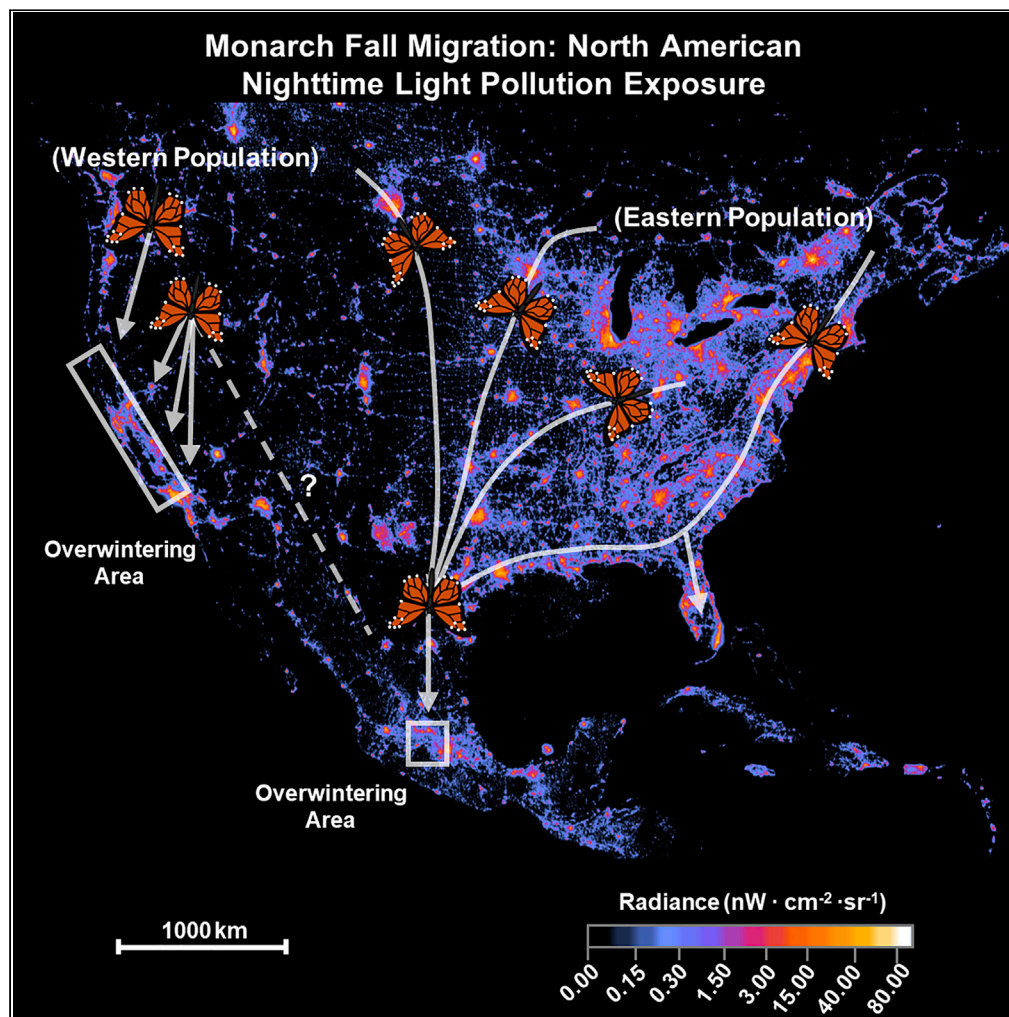 Monarch Fall Migration: North American
Nighttime Light Pollution Exposure
(Western Population)
(Eastern Population)
?
Overwintering
Area
Overwintering
Area
1000 km
Radiance (nW · cm-2 ·sr-1)
0.00 0.15 0.30 1.50 3.00 15.00 40.00 80.00